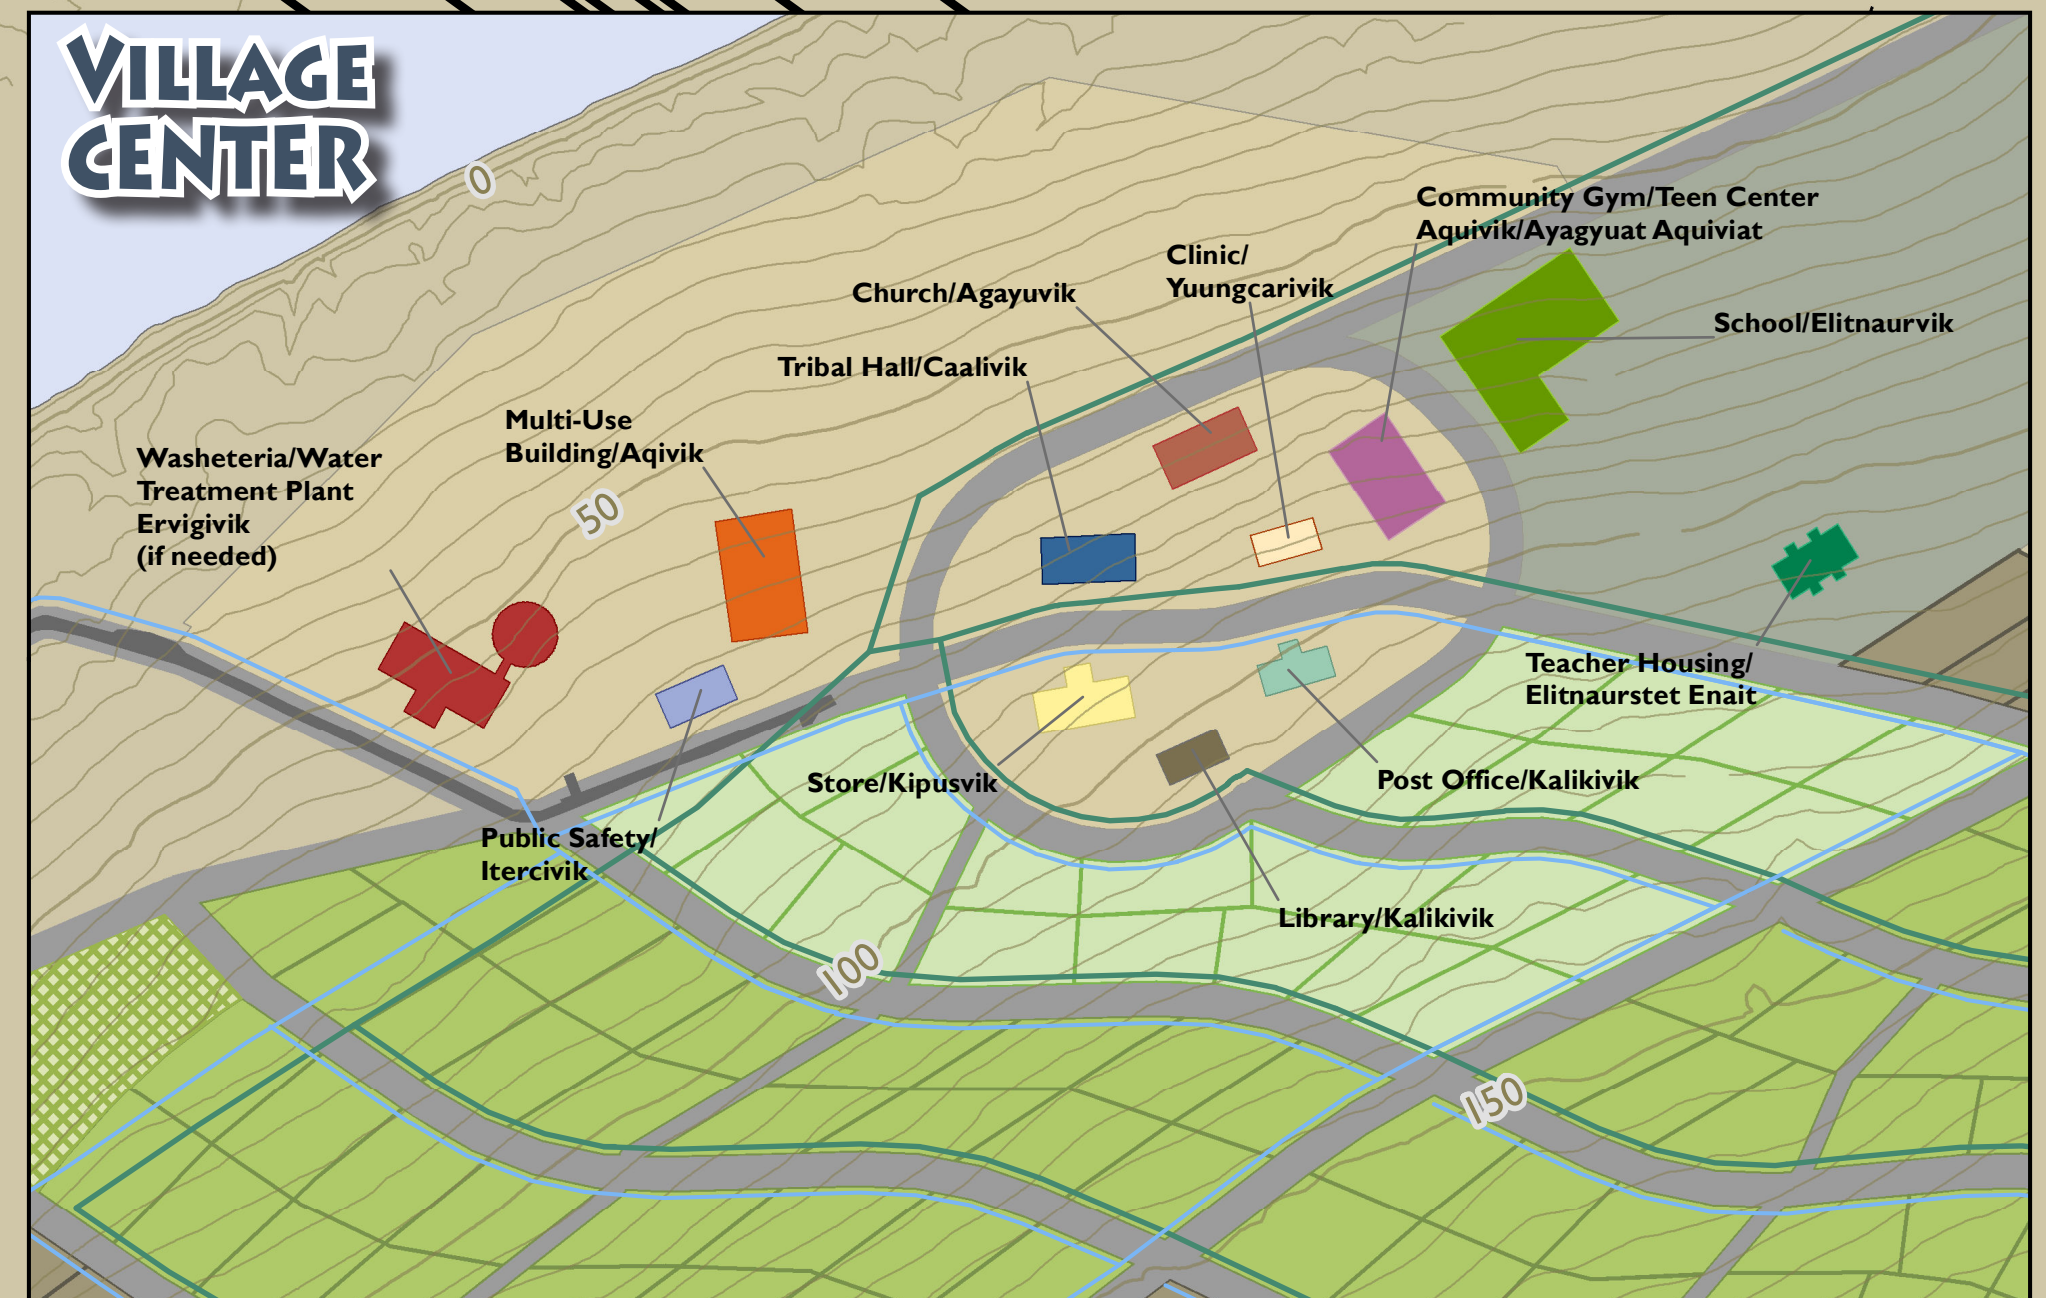 VILLAGE
CENTER
0
Community Gym/Teen Center
Aquivik/Ayagyuat Aquiviat
Clinic/
Yuungcarivik
Church/Agayuvik
School/Elitnaurvik
Tribal Hall/Caalivik
Multi-Use
Building/Aqivik
Washeteria/Water
Treatment Plant
Ervigivik
(if needed)
50
Teacher Housing/
Elitnaurstet Enait
Store/Kipusvik
Post Office/Kalikivik
Public Safety/
Itercivik
Library/Kalikivik
100
150